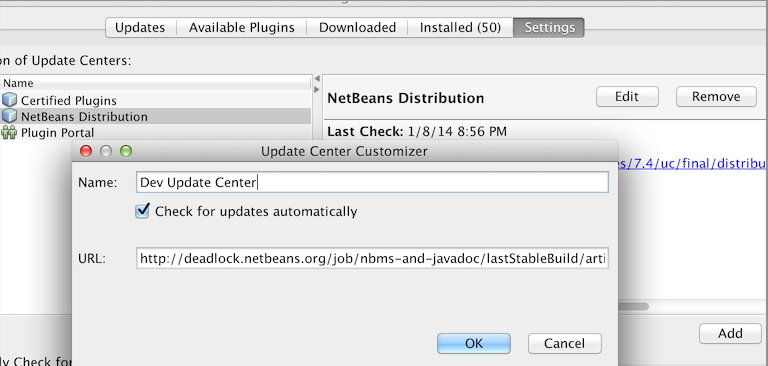 Updates Available Plugins Downloaded Installed (50) Settings
on of Update Centers:
Name
Certified Plugins
NetBeans Distribution
Plugin Portal
NetBeans Distribution Edit Remove
Last Check: 1/8/14 8:56 PM
es/7.4/uc/final/distribu
Update Center Customizer
Name: Dev Update Center
Check for updates automatically
URL: http://deadlock.netbeans.org/job/nbms-and-javadoc/lastStableBuild/arti
Add
OK Cancel
ly Check for